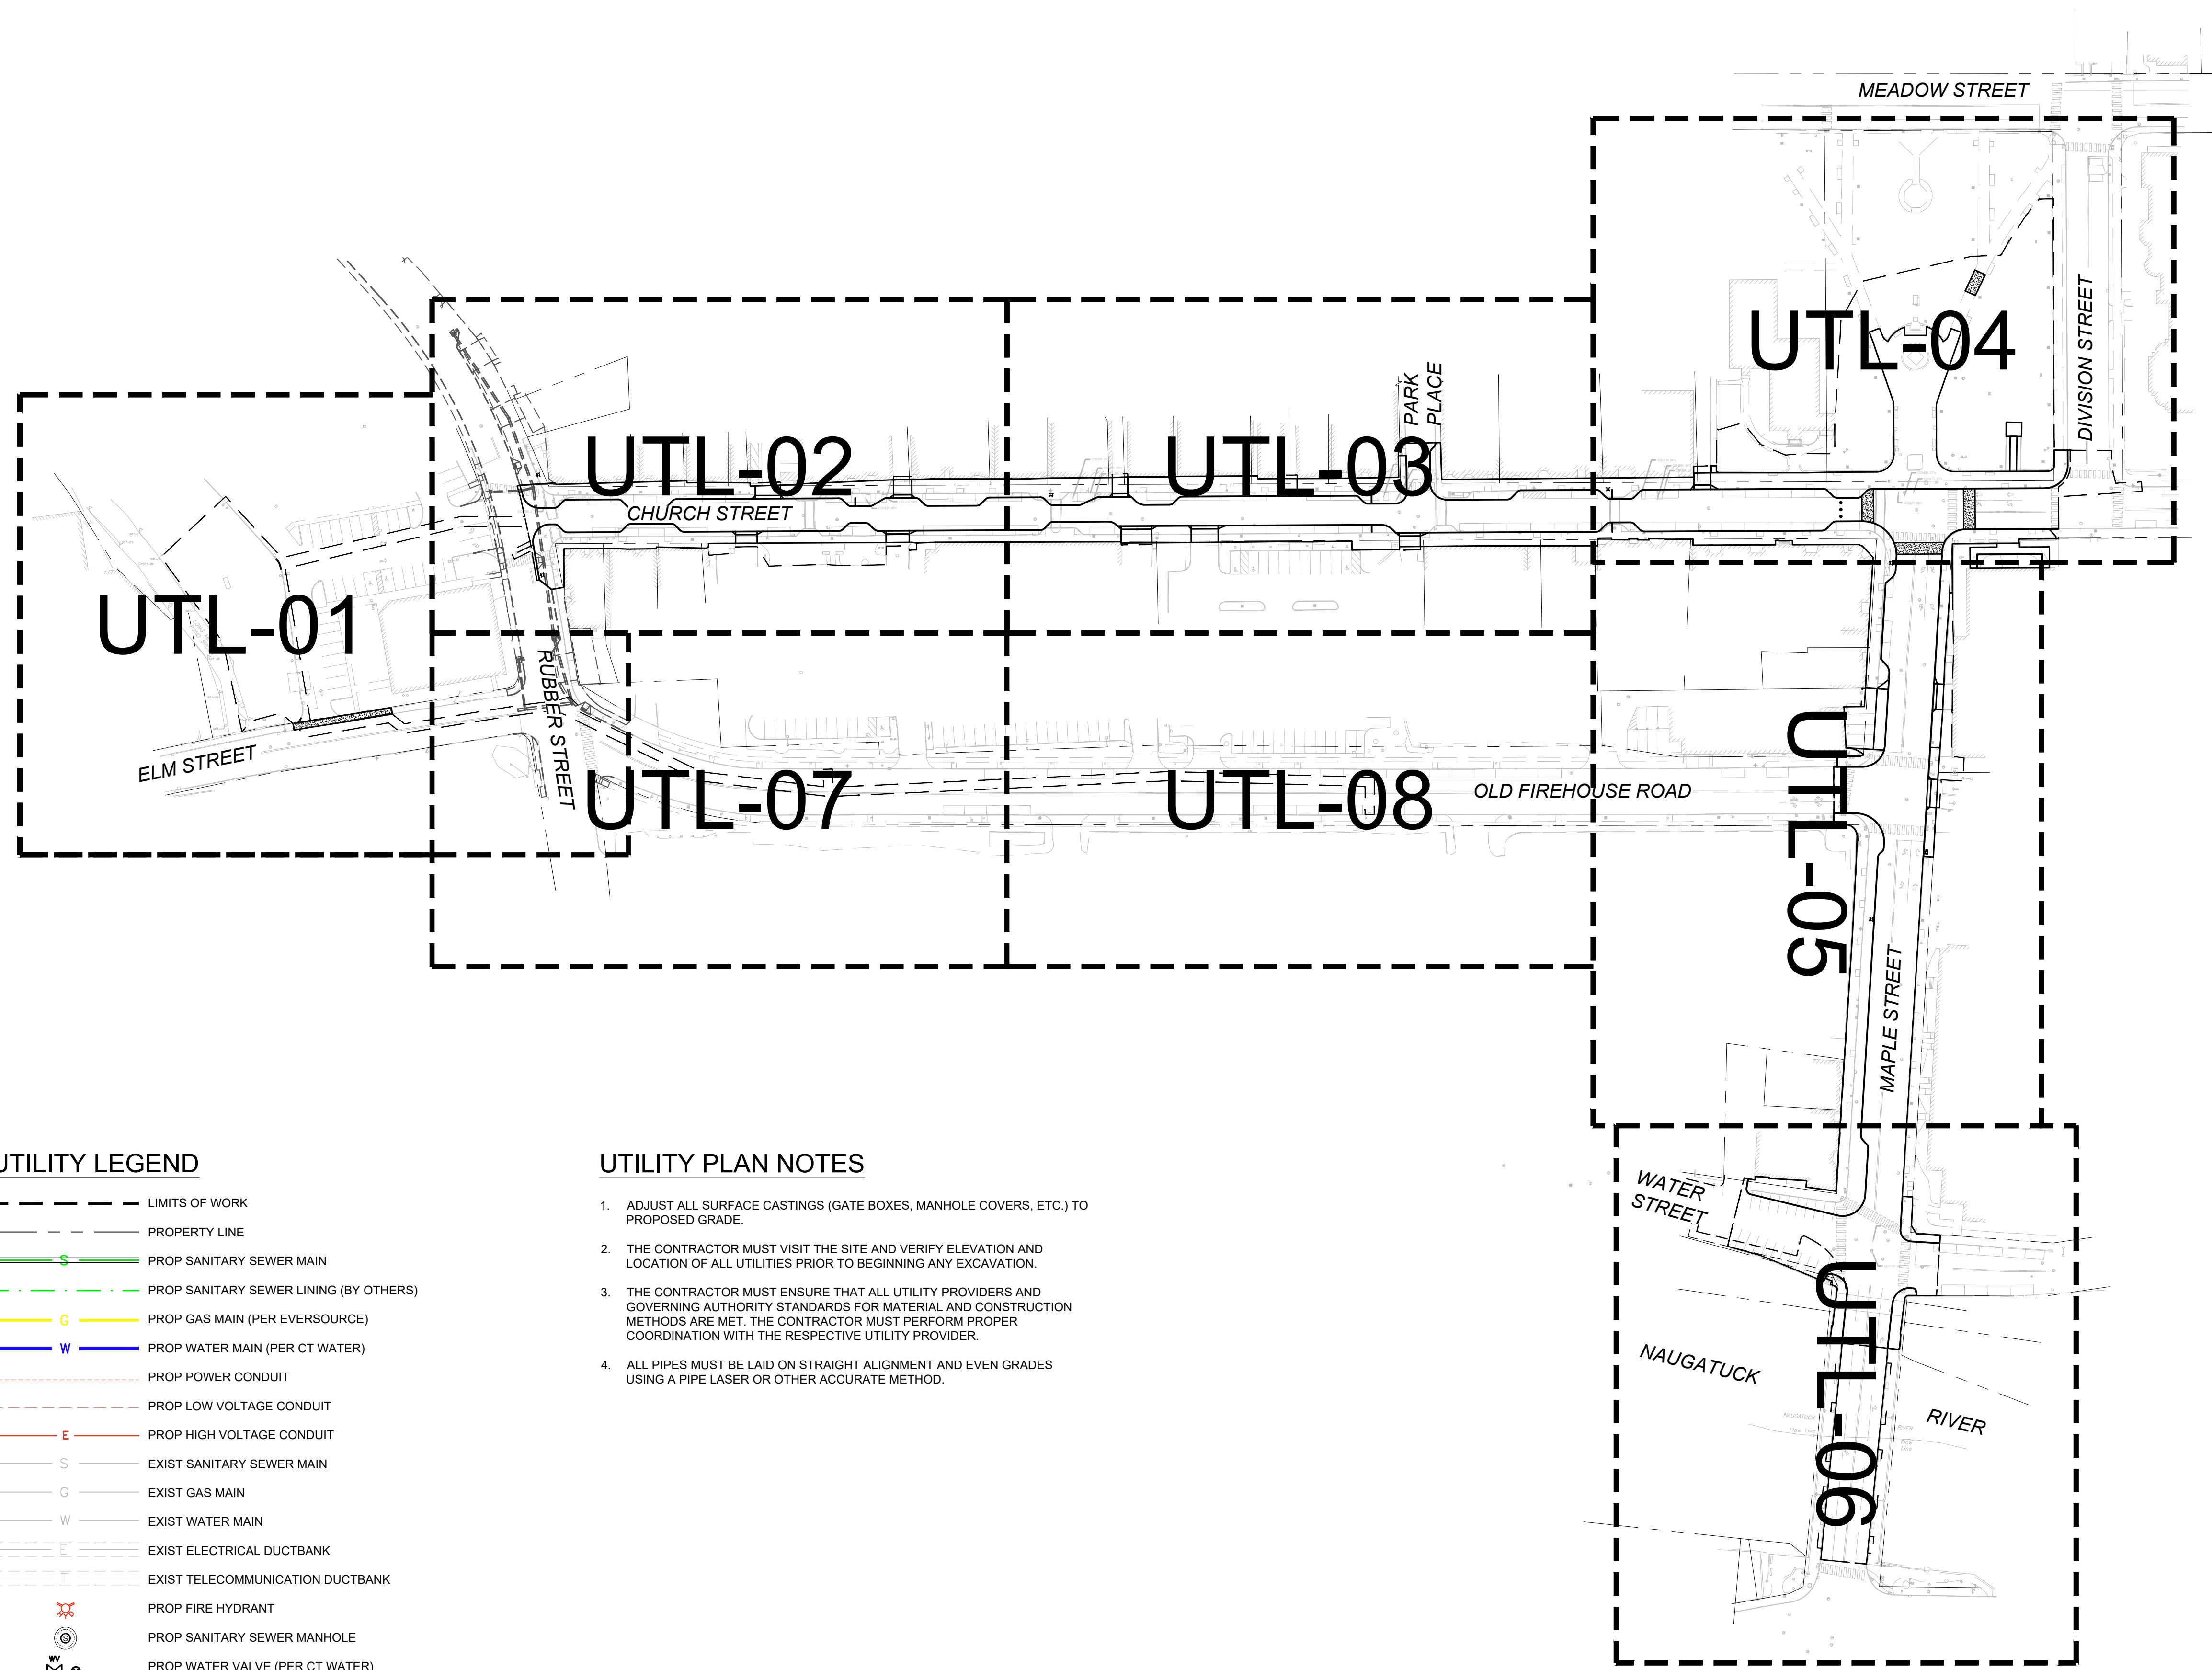 MEADOW STREET
UTL-04
DIVISION STREET
PARK
PLACE
UTL-02
UTL-03
CHURCH STREET
UTL-01
RUBBER STREET
ELM STREET
UTL-07
UTL-08
OLD FIREHOUSE ROAD
UTL-05
MAPLE STREET
WATER
STREET
UTL-06
NAUGATUCK
RIVER
NAUGATUCK
Flow Line
RIVER
Flow
Line
UTILITY LEGEND
LIMITS OF WORK
PROPERTY LINE
S PROP SANITARY SEWER MAIN
PROP SANITARY SEWER LINING (BY OTHERS)
G PROP GAS MAIN (PER EVERSOURCE)
W PROP WATER MAIN (PER CT WATER)
PROP POWER CONDUIT
PROP LOW VOLTAGE CONDUIT
E PROP HIGH VOLTAGE CONDUIT
S EXIST SANITARY SEWER MAIN
G EXIST GAS MAIN
W EXIST WATER MAIN
E EXIST ELECTRICAL DUCTBANK
T EXIST TELECOMMUNICATION DUCTBANK
PROP FIRE HYDRANT
S PROP SANITARY SEWER MANHOLE
WV
PROP WATER VALVE (PER CT WATER)
UTILITY PLAN NOTES
1. ADJUST ALL SURFACE CASTINGS (GATE BOXES, MANHOLE COVERS, ETC.) TO
PROPOSED GRADE.
2. THE CONTRACTOR MUST VISIT THE SITE AND VERIFY ELEVATION AND
LOCATION OF ALL UTILITIES PRIOR TO BEGINNING ANY EXCAVATION.
3. THE CONTRACTOR MUST ENSURE THAT ALL UTILITY PROVIDERS AND
GOVERNING AUTHORITY STANDARDS FOR MATERIAL AND CONSTRUCTION
METHODS ARE MET. THE CONTRACTOR MUST PERFORM PROPER
COORDINATION WITH THE RESPECTIVE UTILITY PROVIDER.
4. ALL PIPES MUST BE LAID ON STRAIGHT ALIGNMENT AND EVEN GRADES
USING A PIPE LASER OR OTHER ACCURATE METHOD.